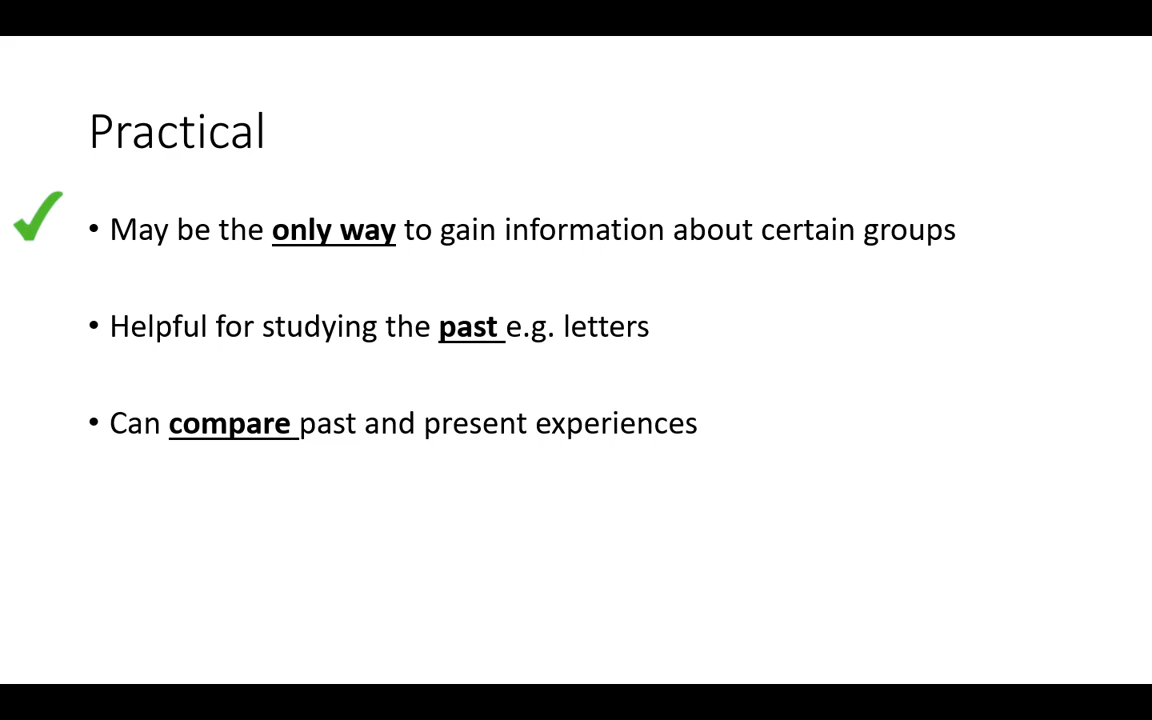 Practical
• May be the only way to gain information about certain groups
• Helpful for studying the past e.g. letters
• Can compare past and present experiences